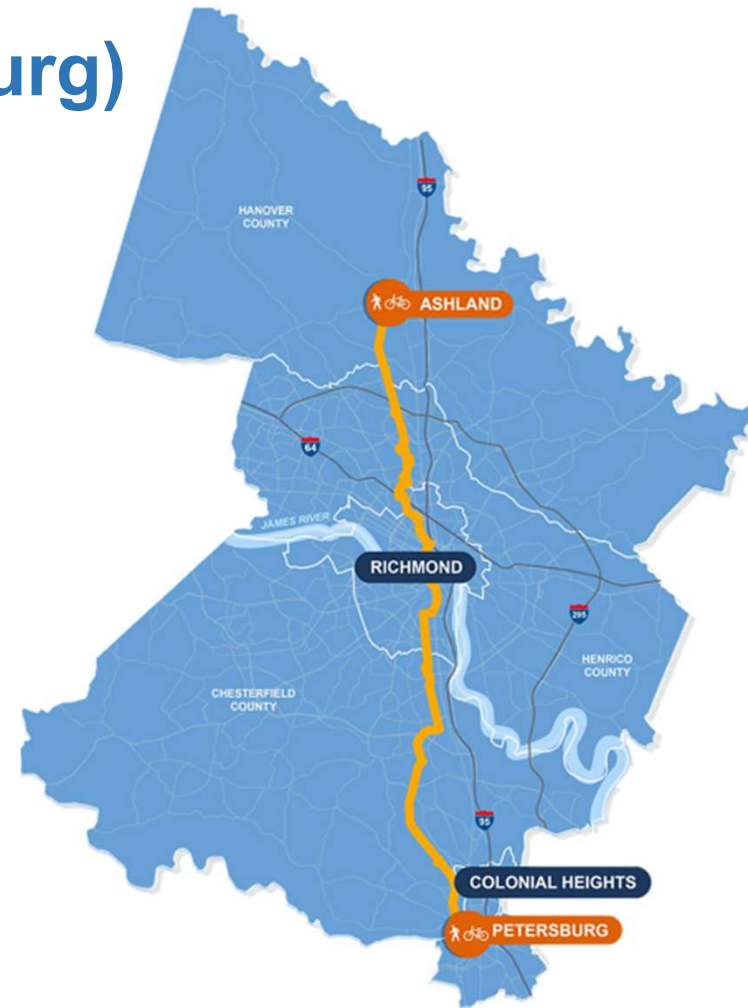 urg)
95
HANOVER
COUNTY
ASHLAND
64
JAMES RIVER
RICHMOND
295
HENRICO
COUNTY
CHESTERFIELD
COUNTY
95
COLONIAL HEIGHTS
PETERSBURG